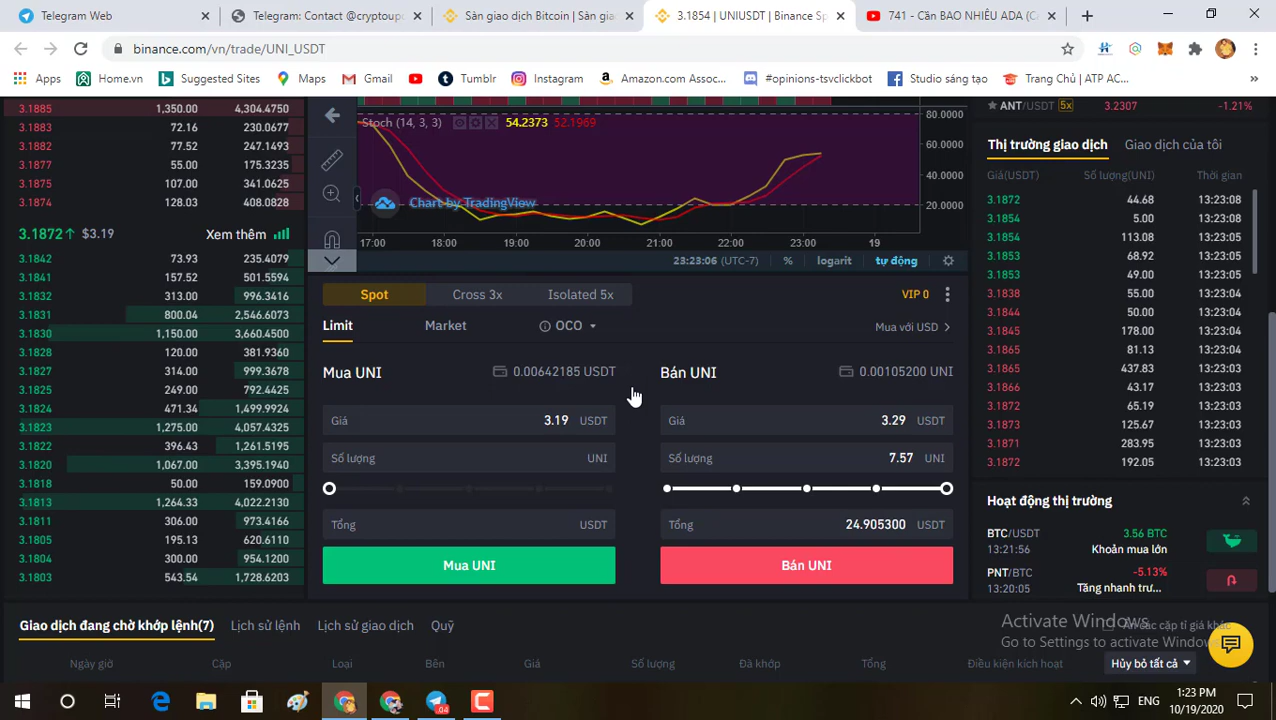 Telegram Web
Telegram: Contact @cryptoup
Sàn giao dịch Bitcoin | Sàn gia
3.1854 | UNIUSDT | Binance Sp
741 - Cần BAO NHIÊU ADA (C
binance.com/vn/trade/UNI_USDT
Apps Home.vn Suggested Sites Maps Gmail Tumblr Instagram Amazon.com Assoc... #opinions-tsvclickbot Studio sáng tạo Trang Chủ | ATP AC... »
3.1885 1,350.00 4,304.4750
3.1883 72.16 230.0677
3.1882 77.52 247.1493
3.1877 55.00 175.3235
3.1875 107.00 341.0625
3.1874 128.03 408.0828
3.1872↑ $3.19 Xem thêm
3.1842 73.93 235.4079
3.1841 157.52 501.5594
3.1832 313.00 996.3416
3.1831 800.04 2,546.6073
3.1830 1,150.00 3,660.4500
3.1828 120.00 381.9360
3.1827 314.00 999.3678
3.1825 249.00 792.4425
3.1824 471.34 1,499.9924
3.1823 1,275.00 4,057.4325
3.1822 396.43 1,261.5195
3.1820 1,067.00 3,395.1940
3.1818 50.00 159.0900
3.1813 1,264.33 4,022.2130
3.1811 306.00 973.4166
3.1805 195.13 620.6110
3.1804 300.00 954.1200
3.1803 543.54 1,728.6203
Stoch (14, 3, 3) 54.2373 52.1969
80.0000
60.0000
40.0000
20.0000
Chart by TradingView
17:00 18:00 19:00 20:00 21:00 22:00 23:00 19
23:23:06 (UTC-7) % logarit tự động
Spot Cross 3x Isolated 5x VIP 0
Limit Market OCO Mua với USD
Mua UNI 0.00642185 USDT
Giá 3.19 USDT
Số lượng UNI
Tổng USDT
Mua UNI
Bán UNI 0.00105200 UNI
Giá 3.29 USDT
Số lượng 7.57 UNI
Tổng 24.905300 USDT
Bán UNI
ANT/USDT 5x 3.2307 -1.21%
Thị trường giao dịch Giao dịch của tôi
Giá(USDT) Số lượng(UNI) Thời gian
3.1872 44.68 13:23:08
3.1854 5.00 13:23:08
3.1854 113.08 13:23:05
3.1853 68.92 13:23:05
3.1853 49.00 13:23:05
3.1838 55.00 13:23:04
3.1845 178.00 13:23:04
3.1865 81.13 13:23:04
3.1865 437.83 13:23:04
3.1866 43.17 13:23:04
3.1872 65.19 13:23:03
3.1873 125.67 13:23:03
3.1871 283.95 13:23:03
3.1872 192.05 13:23:03
Hoạt động thị trường
BTC/USDT 3.56 BTC
13:21:56 Khoản mua lớn
PNT/BTC -5.13%
13:20:05 Tăng nhanh trư...
Activate Windows
Go to Settings to activate Windows.
Ẩn các cặp tỉ giá khác
Giao dịch đang chờ khớp lệnh(7) Lịch sử lệnh Lịch sử giao dịch Quỹ
Ngày giờ Cặp Loại Bên Giá Số lượng Đã khớp Tổng Điều kiện kích hoạt Hủy bỏ tất cả
04
ENG
1:23 PM
10/19/2020